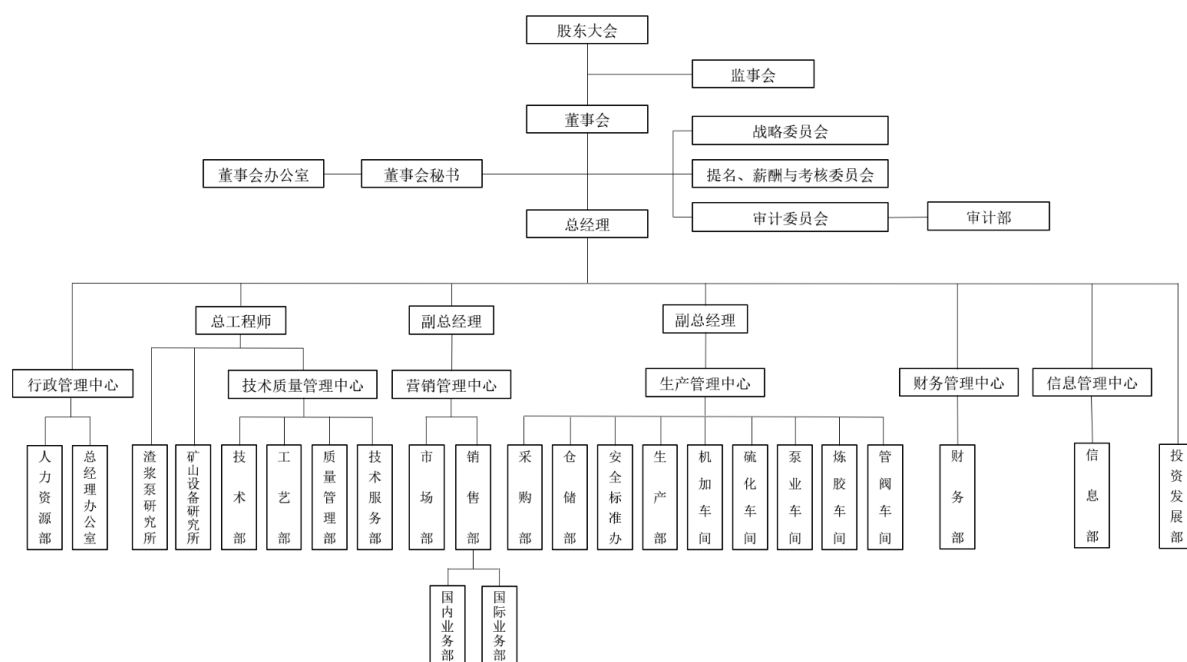 股东大会
监事会
董事会
战略委员会
董事会办公室
董事会秘书
提名、薪酬与考核委员会
审计委员会
审计部
总经理
总工程师
副总经理
副总经理
行政管理中心
技术质量管理中心
营销管理中心
生产管理中心
财务管理中心
信息管理中心
人力资源部
总经理办公室
渣浆泵研究所
矿山设备研究所
技术部
工艺部
质量管理部
技术服务部
市场部
销售部
采购部
仓储部
安全标准办
生产部
机加车间
硫化车间
泵业车间
炼胶车间
管阀车间
财务部
信息部
投资发展部
国内业务部
国际业务部